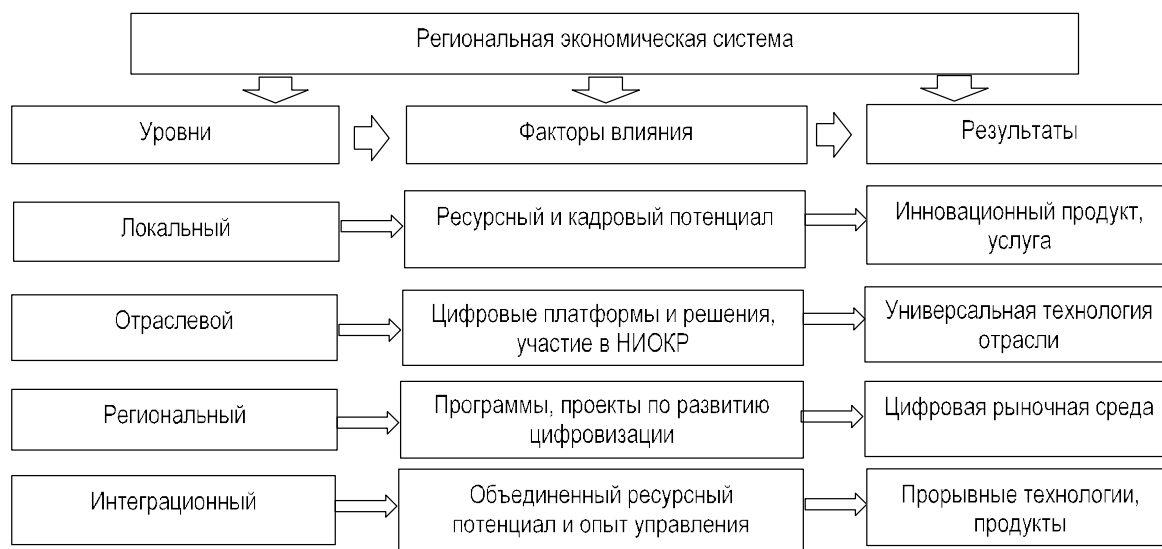 Региональная экономическая система
Уровни
Факторы влияния
Результаты
Локальный
Ресурсный и кадровый потенциал
Инновационный продукт,
услуга
Отраслевой
Цифровые платформы и решения,
участие в НИОКР
Универсальная технология
отрасли
Региональный
Программы, проекты по развитию
цифровизации
Цифровая рыночная среда
Интеграционный
Объединенный ресурсный
потенциал и опыт управления
Прорывные технологии,
продукты